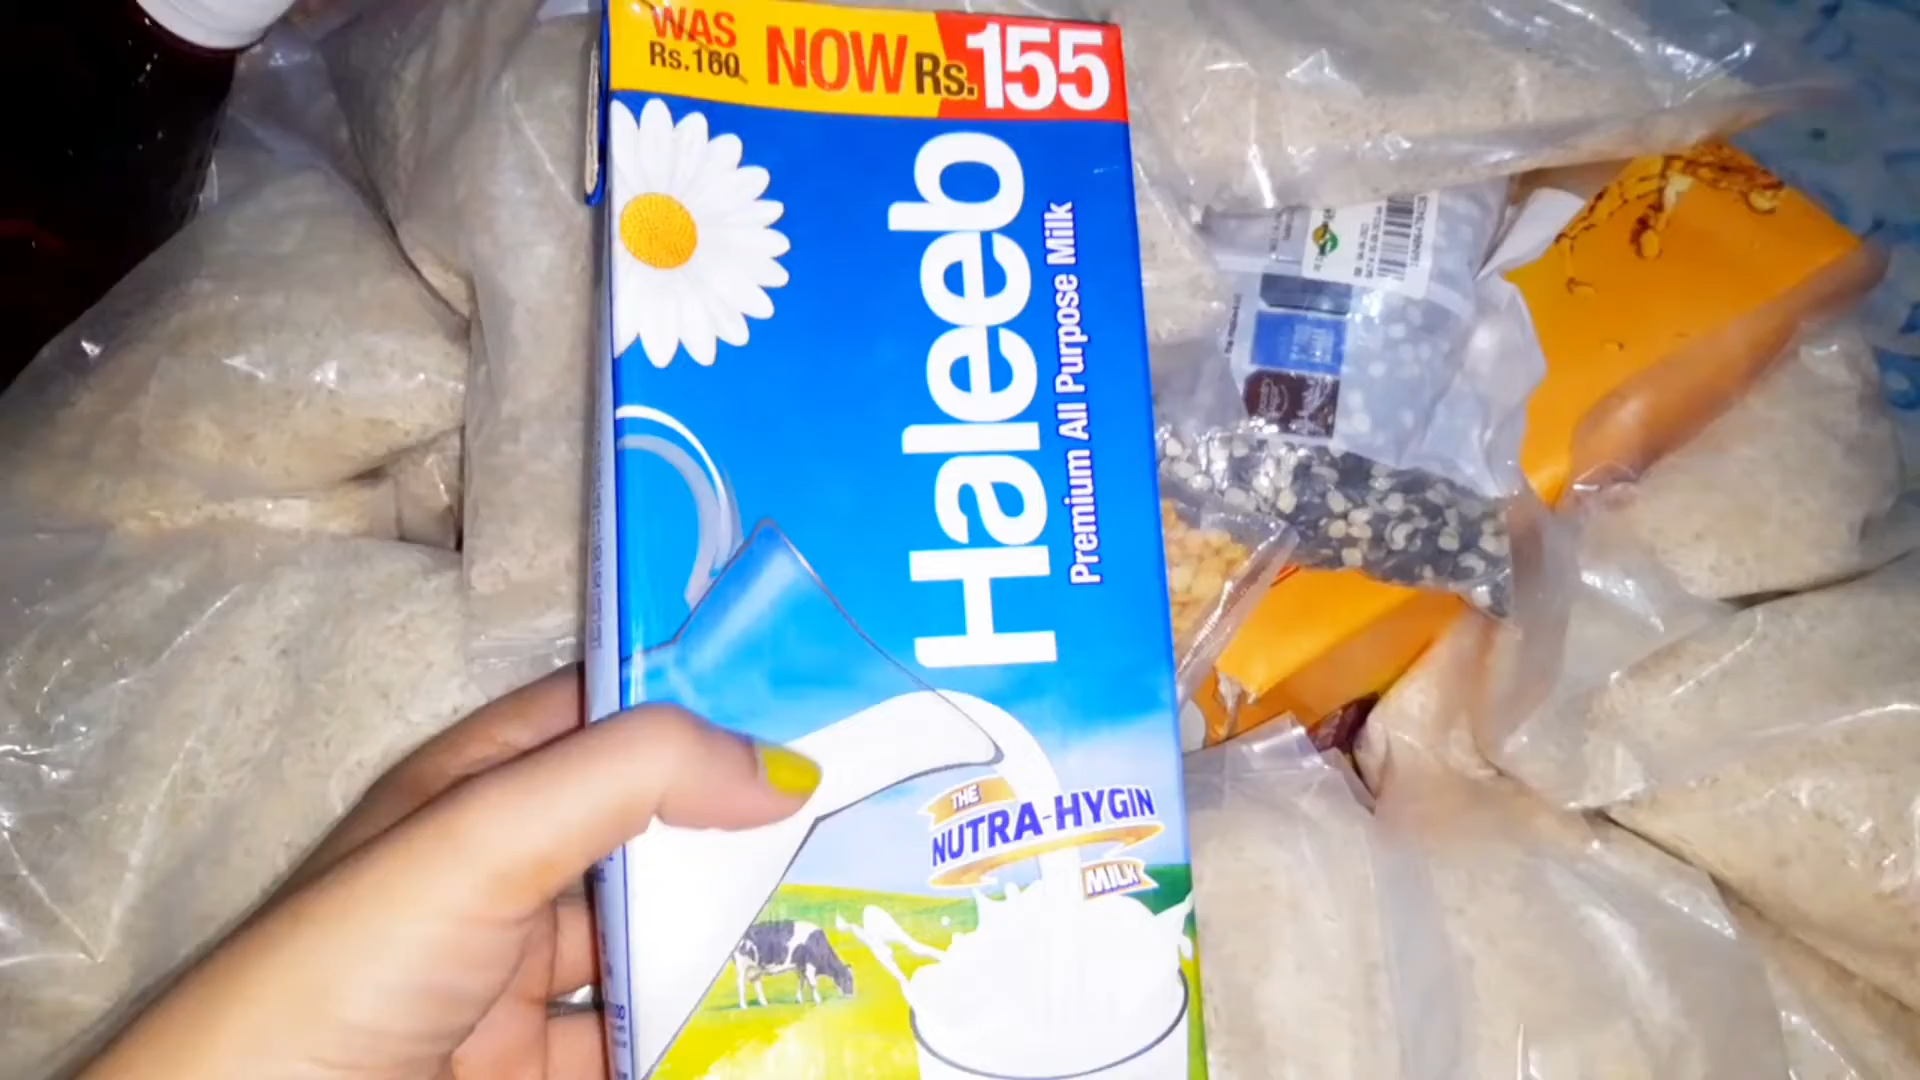 WAS
Rs.160
NOW Rs.155
Haleeb
Premium All Purpose Milk
THE
NUTRA-HYGIN
MILK